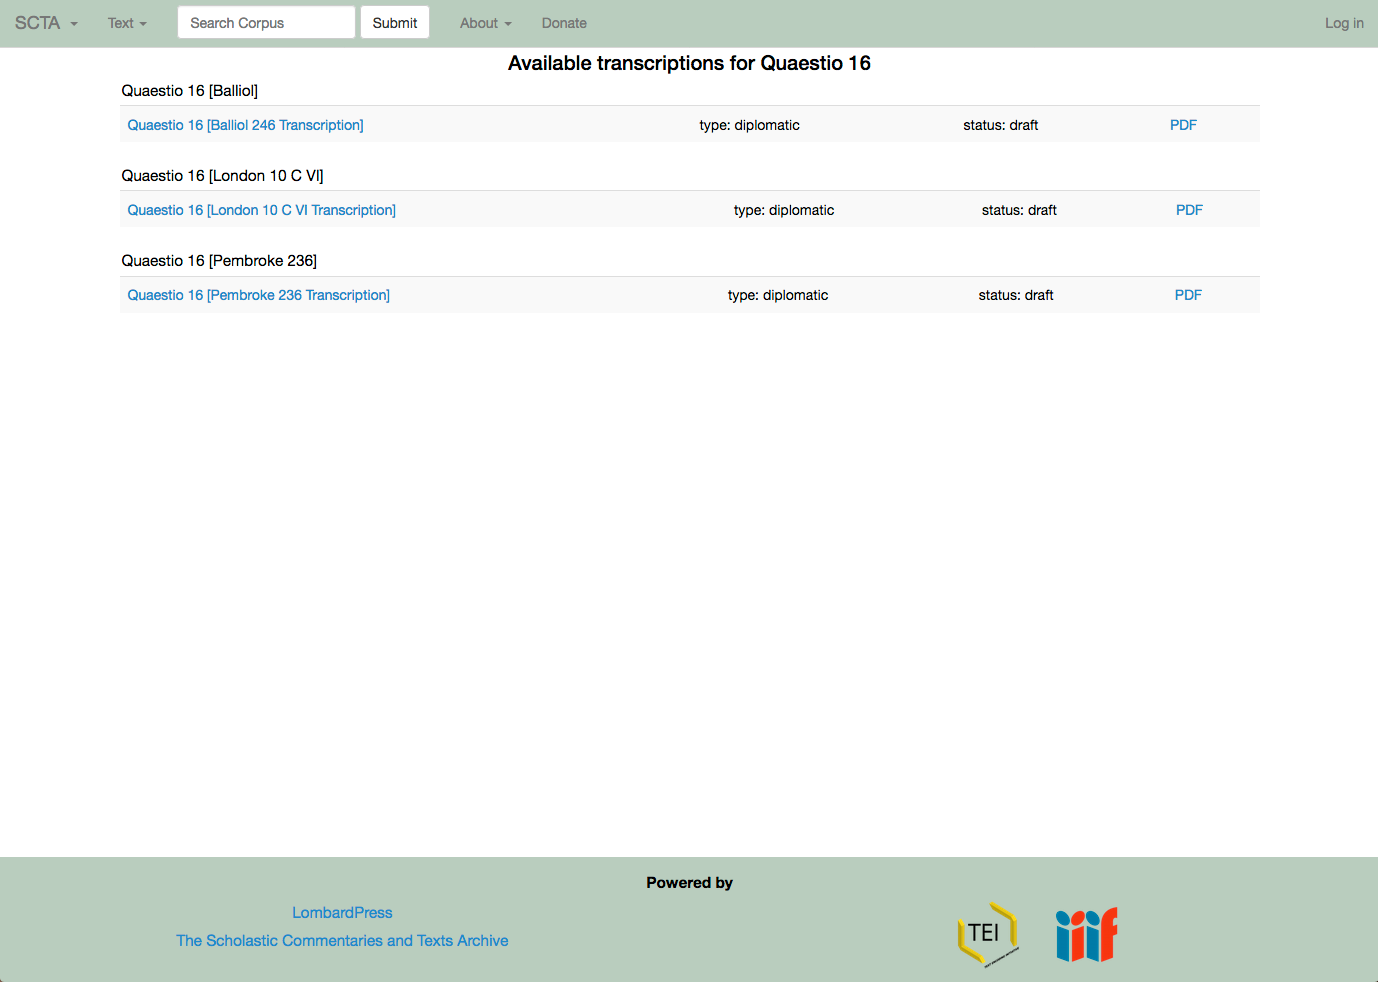 SCTA Text Search Corpus Submit About Donate Log in
Available transcriptions for Quaestio 16
Quaestio 16 [Balliol]
Quaestio 16 [Balliol 246 Transcription] type: diplomatic status: draft PDF
Quaestio 16 [London 10 C VI]
Quaestio 16 [London 10 C VI Transcription] type: diplomatic status: draft PDF
Quaestio 16 [Pembroke 236]
Quaestio 16 [Pembroke 236 Transcription] type: diplomatic status: draft PDF
Powered by
LombardPress
The Scholastic Commentaries and Texts Archive
TEI
iiif